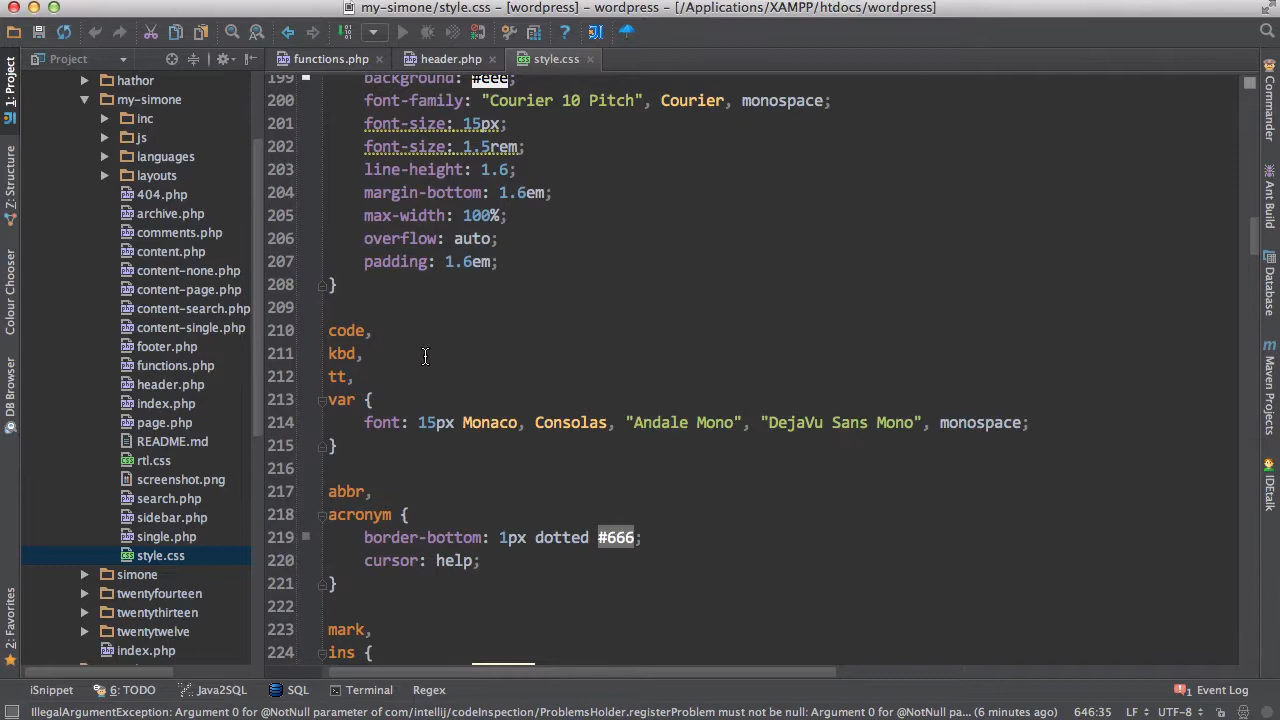 my-simone/style.css - [wordpress] - wordpress - [/Applications/XAMPP/htdocs/wordpress]
Project
functions.php
header.php
style.css
1: Project
Z: Structure
Colour Chooser
DB Browser
2: Favorites
hathor
my-simone
inc
js
languages
layouts
404.php
archive.php
comments.php
content.php
content-none.php
content-page.php
content-search.php
content-single.php
footer.php
functions.php
header.php
index.php
page.php
README.md
rtl.css
screenshot.png
search.php
sidebar.php
single.php
style.css
simone
twentyfourteen
twentythirteen
twentytwelve
index.php
199 background: #eee;
200 font-family: "Courier 10 Pitch", Courier, monospace;
201 font-size: 15px;
202 font-size: 1.5rem;
203 line-height: 1.6;
204 margin-bottom: 1.6em;
205 max-width: 100%;
206 overflow: auto;
207 padding: 1.6em;
208 }
209
210 code,
211 kbd,
212 tt,
213 var {
214 font: 15px Monaco, Consolas, "Andale Mono", "DejaVu Sans Mono", monospace;
215 }
216
217 abbr,
218 acronym {
219 border-bottom: 1px dotted #666;
220 cursor: help;
221 }
222
223 mark,
224 ins {
Commander
Ant Build
Database
Maven Projects
IDEtalk
iSnippet
6: TODO
Java2SQL
SQL
Terminal
Regex
1 Event Log
IllegalArgumentException: Argument 0 for @NotNull parameter of com/intellij/codeInspection/ProblemsHolder.registerProblem must not be null: Argument 0 for @NotNull pa... (6 minutes ago)
646:35
LF
UTF-8